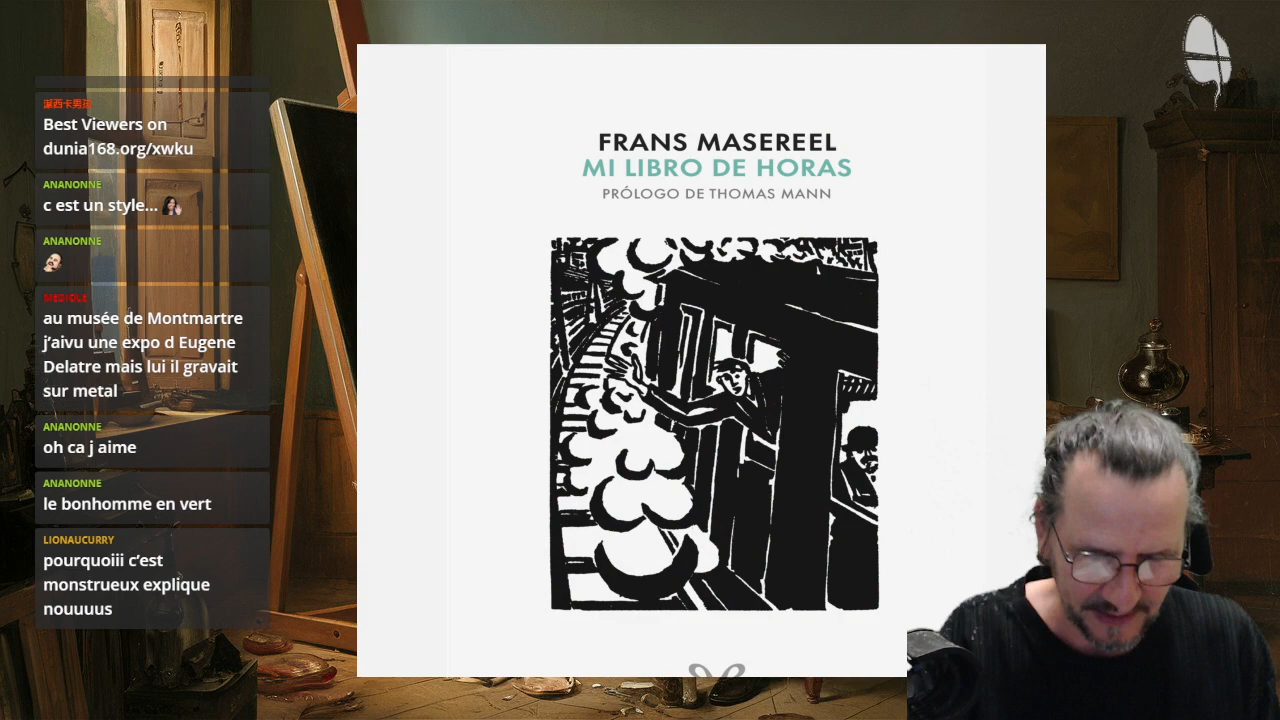 Best Viewers on
dunia168.org/xwku
ANANONNE
c est un style...
ANANONNE
au musée de Montmartre
j'aivu une expo d Eugene
Delatre mais lui il gravait
sur metal
ANANONNE
oh ca j aime
ANANONNE
le bonhomme en vert
LIONAUCURRY
pourquoiii c'est
monstrueux explique
nouuuus
FRANS MASEREEL
MI LIBRO DE HORAS
PRÓLOGO DE THOMAS MANN